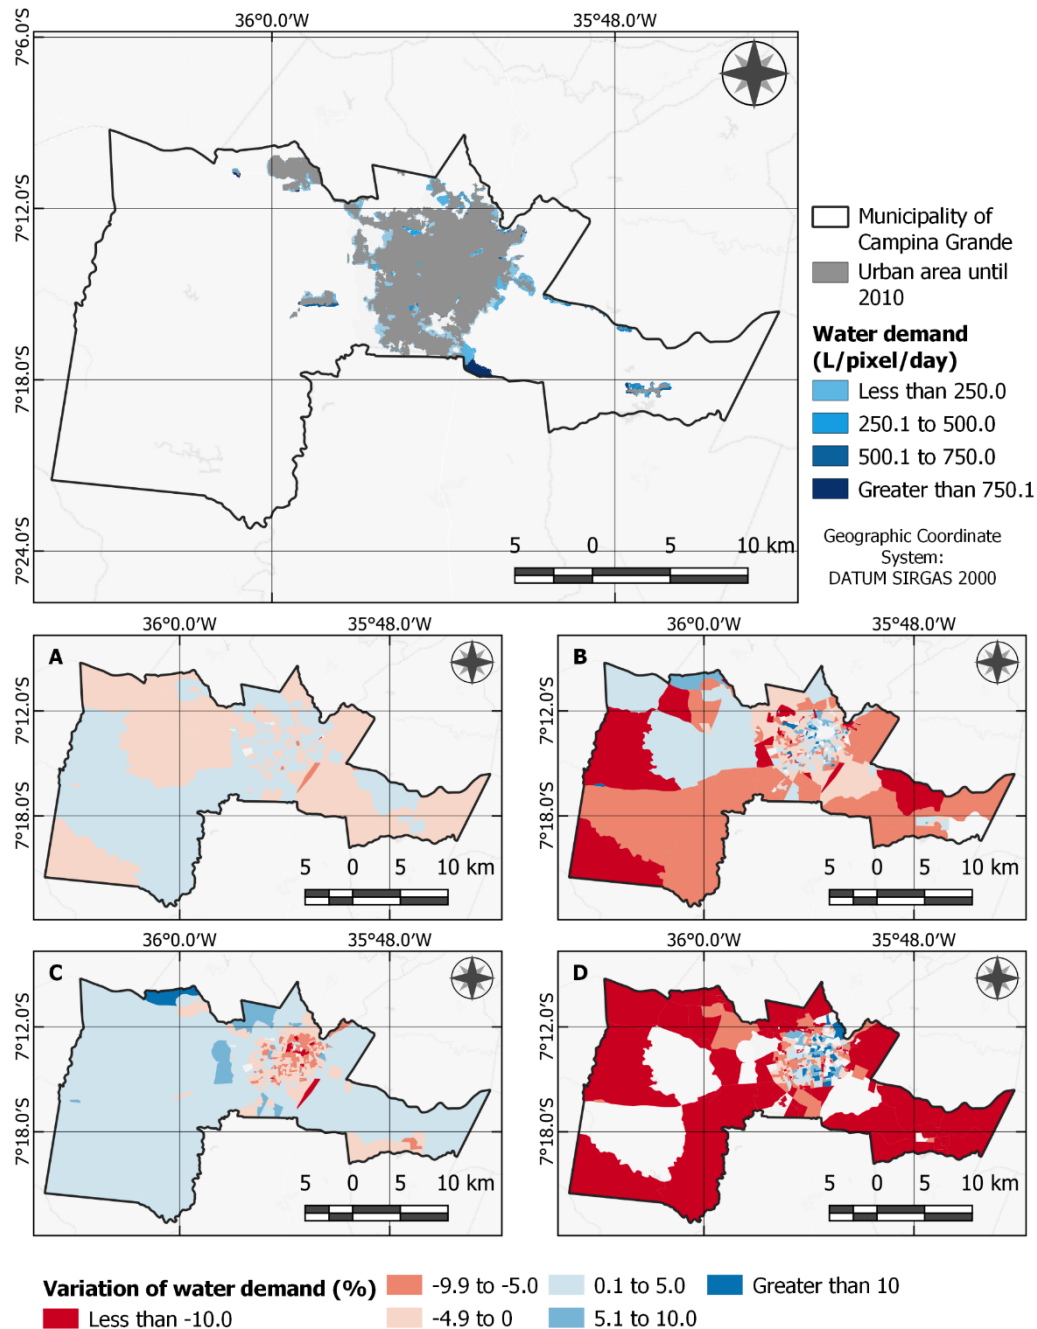 36°0.0'W 35°48.0'W
7°6.0'S
7°12.0'S
7°18.0'S
7°24.0'S
5 0 5 10 km
Municipality of
Campina Grande
Urban area until
2010
Water demand
(L/pixel/day)
Less than 250.0
250.1 to 500.0
500.1 to 750.0
Greater than 750.1
Geographic Coordinate
System:
DATUM SIRGAS 2000
36°0.0'W 35°48.0'W
A
7°12.0'S
7°18.0'S
5 0 5 10 km
36°0.0'W 35°48.0'W
B
7°12.0'S
7°18.0'S
5 0 5 10 km
36°0.0'W 35°48.0'W
C
7°12.0'S
7°18.0'S
5 0 5 10 km
36°0.0'W 35°48.0'W
D
7°12.0'S
7°18.0'S
5 0 5 10 km
Variation of water demand (%)
Less than -10.0
-9.9 to -5.0
-4.9 to 0
0.1 to 5.0
5.1 to 10.0
Greater than 10